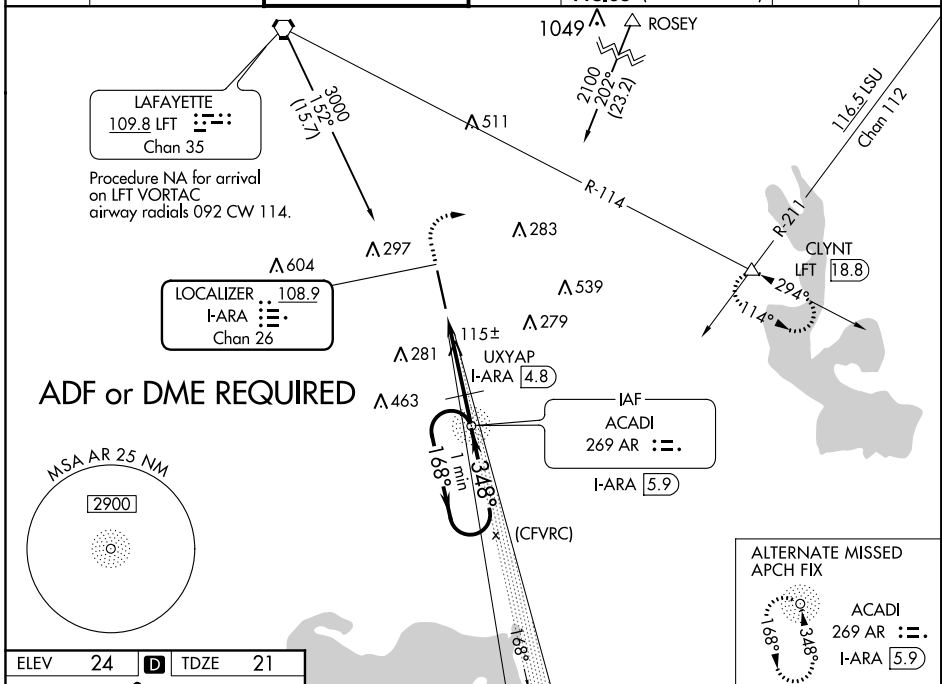 1049
ROSEY
2100
202°
(23.2)
116.5 LSU
Chan 112
LAFAYETTE
109.8 LFT
Chan 35
3000
152°
(15.7)
511
Procedure NA for arrival
on LFT VORTAC
airway radials 092 CW 114.
R-114
R-211
283
297
604
CLYNT
LFT 18.8
294°
114°
LOCALIZER 108.9
I-ARA
Chan 26
539
279
115±
281
UXYAP
I-ARA 4.8
ADF or DME REQUIRED
463
IAF
ACADI
269 AR
I-ARA 5.9
168°
1 min
348°
MSA AR 25 NM
2900
(CFVRC)
168°
ALTERNATE MISSED
APCH FIX
ACADI
269 AR
I-ARA 5.9
168°
348°
ELEV 24 D TDZE 21